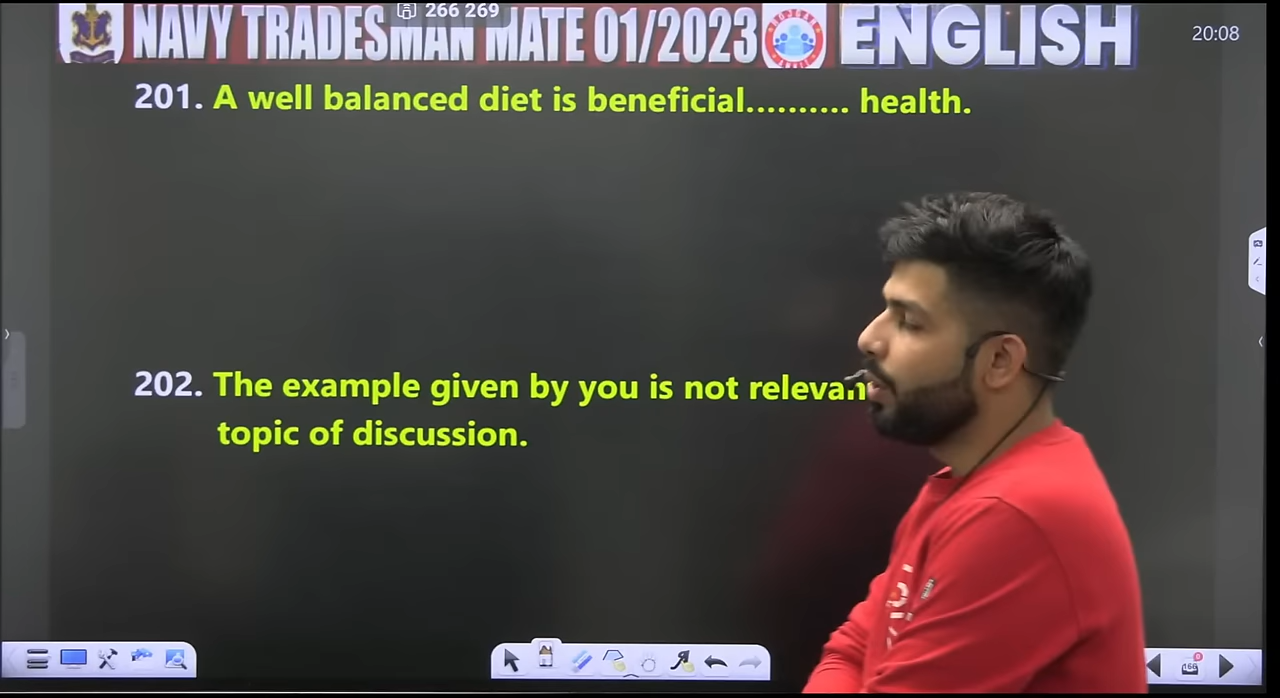 266 269
NAVY TRADESMAN MATE 01/2023 ENGLISH
20:08
201. A well balanced diet is beneficial.......... health.
202. The example given by you is not relevan
topic of discussion.
166